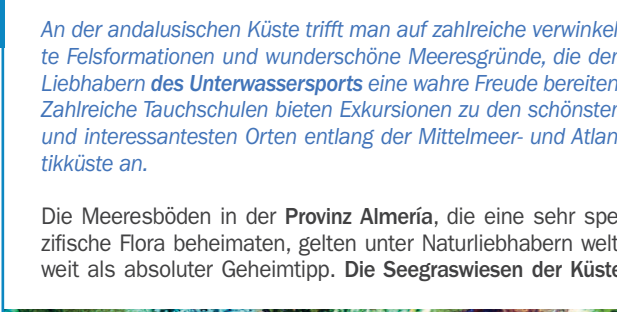 An der andalusischen Küste trifft man auf zahlreiche verwinkel
te Felsformationen und wunderschöne Meeresgründe, die den
Liebhabern des Unterwassersports eine wahre Freude bereiten
Zahlreiche Tauchschulen bieten Exkursionen zu den schönsten
und interessantesten Orten entlang der Mittelmeer- und Atlan
tikküste an.
Die Meeresböden in der Provinz Almería, die eine sehr spe
zifische Flora beheimaten, gelten unter Naturliebhabern welt
weit als absoluter Geheimtipp. Die Seegraswiesen der Küste